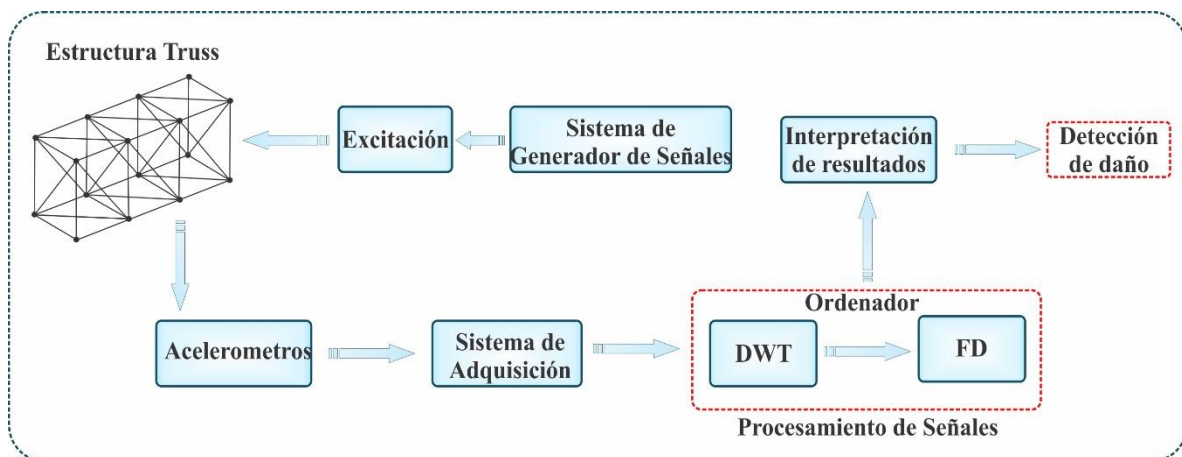 Estructura Truss
Excitación
Sistema de
Generador de Señales
Interpretación
de resultados
Detección
de daño
Ordenador
Acelerometros
Sistema de
Adquisición
DWT
FD
Procesamiento de Señales